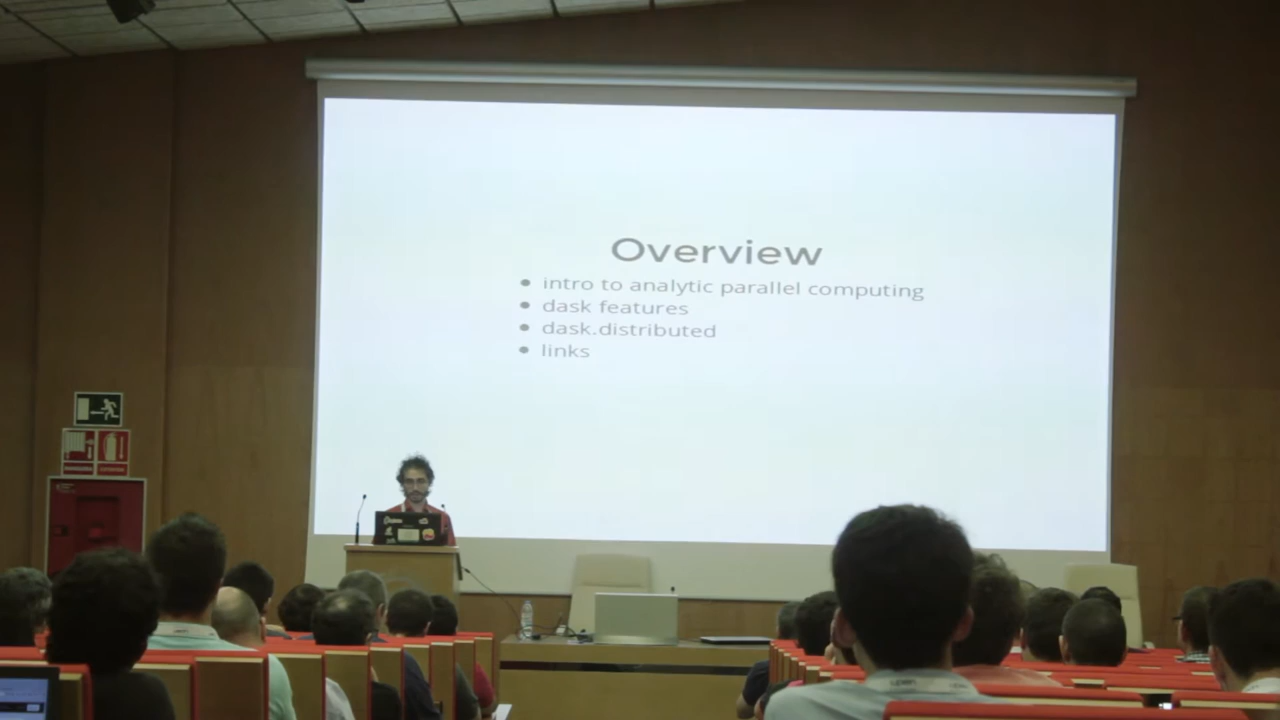 Overview
intro to analytic parallel computing
dask features
dask.distributed
links